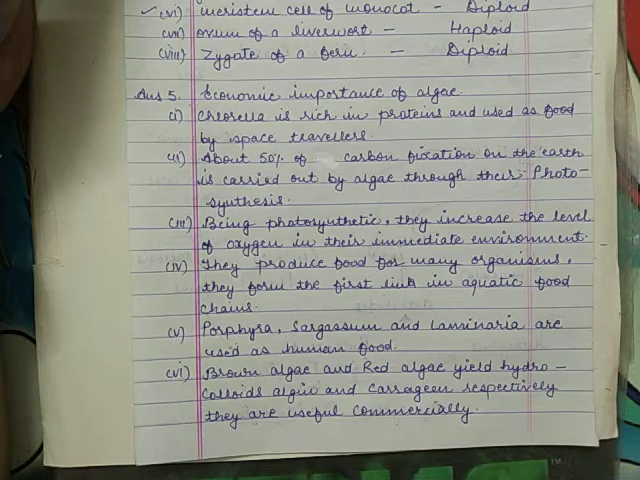 (vi) meristem cell of monocot - Diploid
(vii) ovum of a liverwort - Haploid
(viii) Zygate of a fern. - Diploid
Ans 5. Economic importance of algae.
(i) Chlorella is rich in proteins and used as food
by space travellers.
(ii) About 50% of carbon fixation on the earth
is carried out by algae through their Photo-
synthesis.
(iii) Being photosynthetic, they increase the level
of oxygen in their immediate environment.
(iv) They produce food for many organisms,
they form the first link in aquatic food
chains.
(v) Porphyra, Sargassum and Laminaria are
used as human food.
(vi) Brown algae and Red algae yield hydro-
colloids algin and carrageen respectively
they are useful commercially.